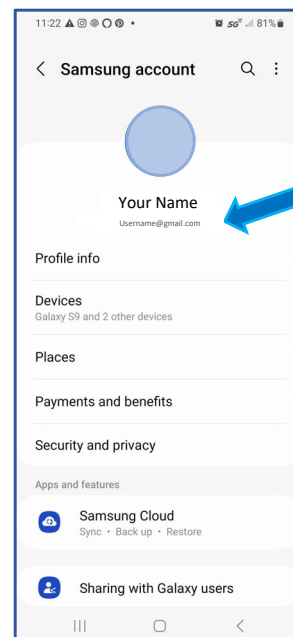 11:22 5G 81%
Samsung account
Your Name
Username@gmail.com
Profile info
Devices
Galaxy S9 and 2 other devices
Places
Payments and benefits
Security and privacy
Apps and features
Samsung Cloud
Sync • Back up • Restore
Sharing with Galaxy users